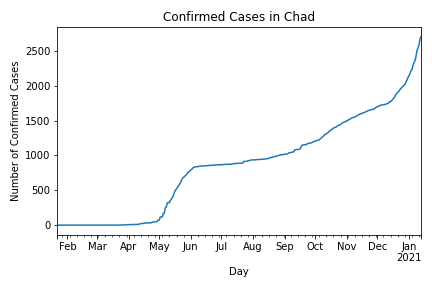 Confirmed Cases in Chad
Number of Confirmed Cases
2500
2000
1500
1000
500
0
Feb Mar Apr May Jun Jul Aug Sep Oct Nov Dec Jan
2021
Day